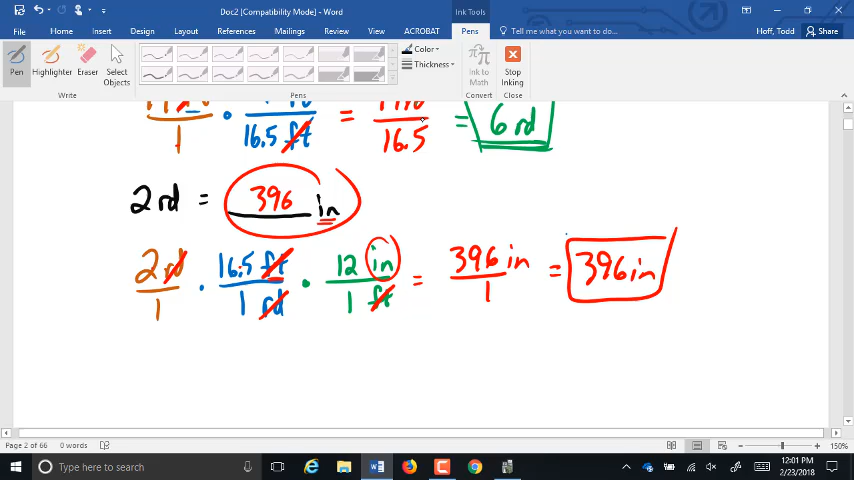 Doc2 [Compatibility Mode] - Word
Ink Tools
Hoff, Todd
File Home Insert Design Layout References Mailings Review View ACROBAT Pens Tell me what you want to do... Share
Pen Highlighter Eraser Select Objects
Color
Thickness
Ink to Math
Stop Inking
Write Pens Convert Close
1 · 16.5 ft = 16.5 = 6 rd
2 rd = 396 in
2 rd / 1 · 16.5 ft / 1 rd · 12 in / 1 ft = 396 in / 1 = 396 in
Page 2 of 66 0 words 150%
Type here to search
12:01 PM
2/23/2018